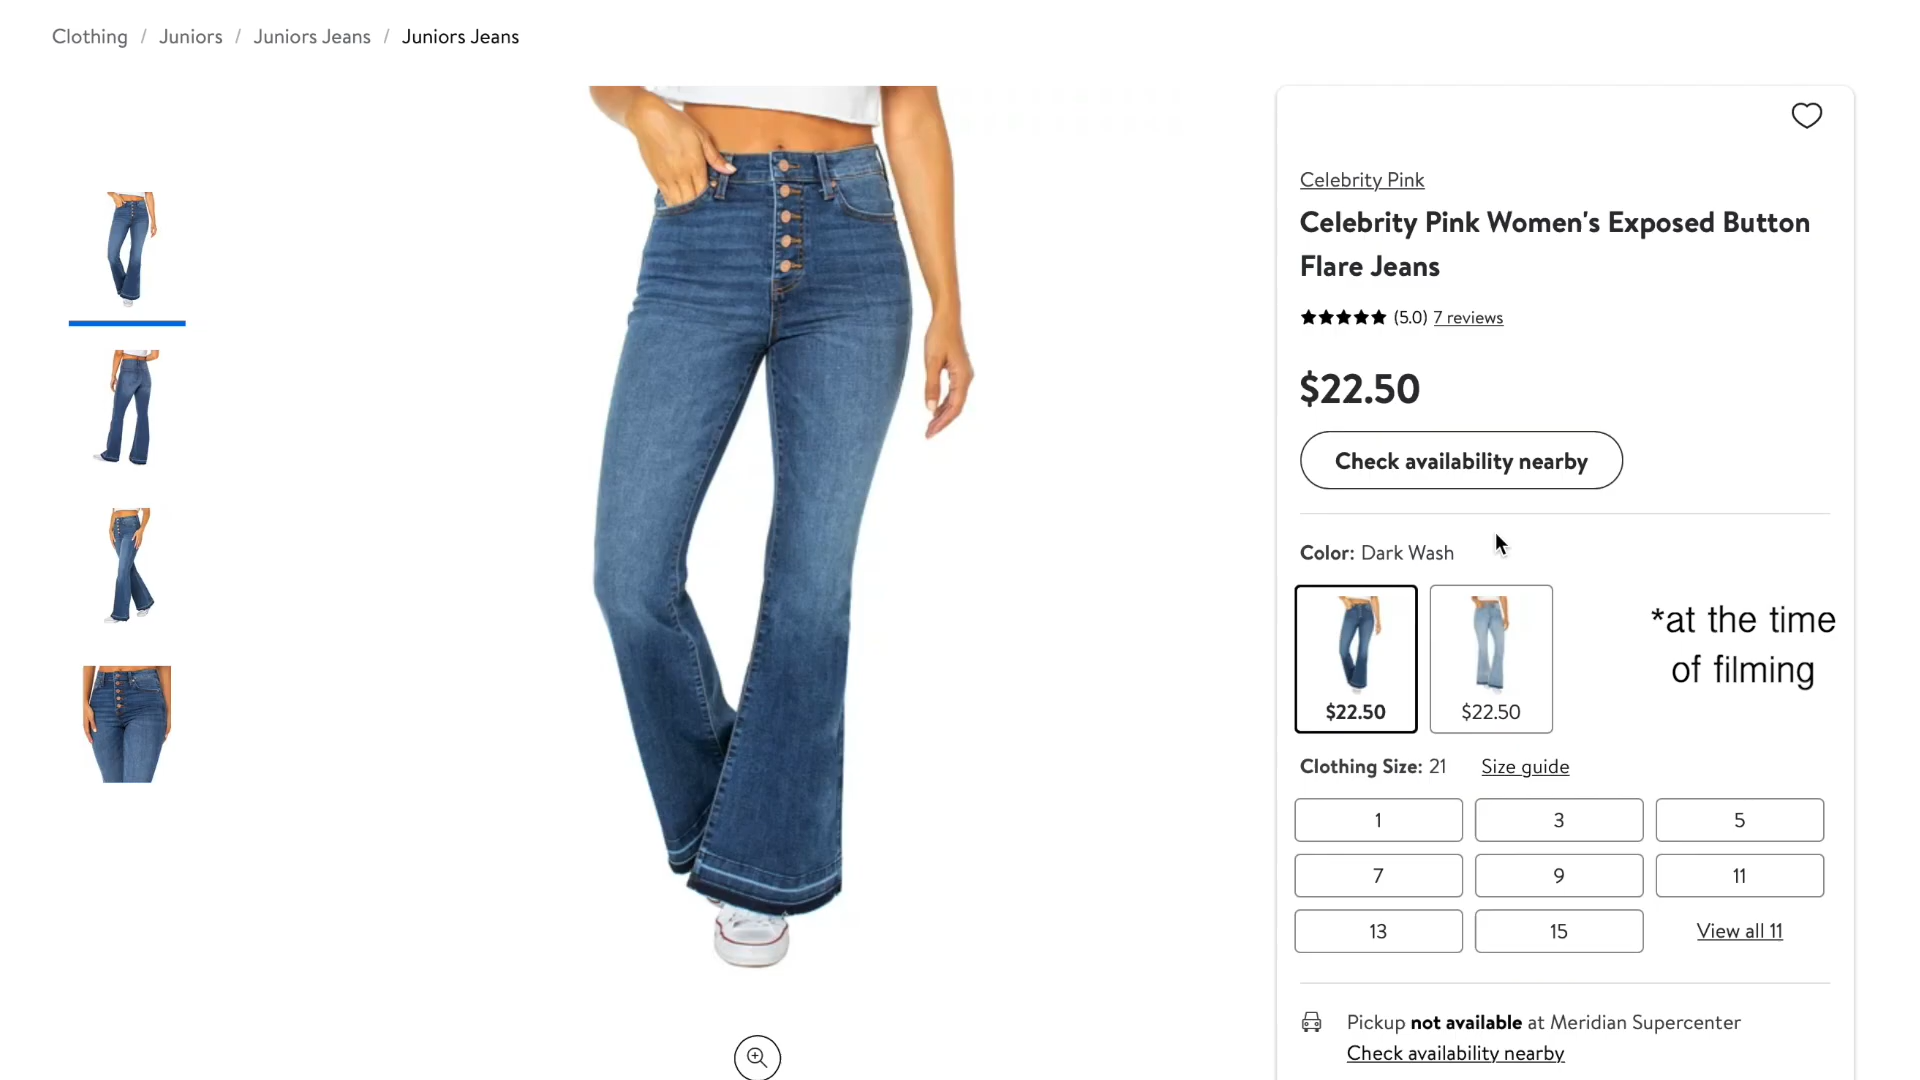 Clothing / Juniors / Juniors Jeans / Juniors Jeans
Celebrity Pink
Celebrity Pink Women's Exposed Button
Flare Jeans
(5.0) 7 reviews
$22.50
Check availability nearby
Color: Dark Wash
*at the time
of filming
$22.50 $22.50
Clothing Size: 21 Size guide
1 3 5
7 9 11
13 15 View all 11
Pickup not available at Meridian Supercenter
Check availability nearby